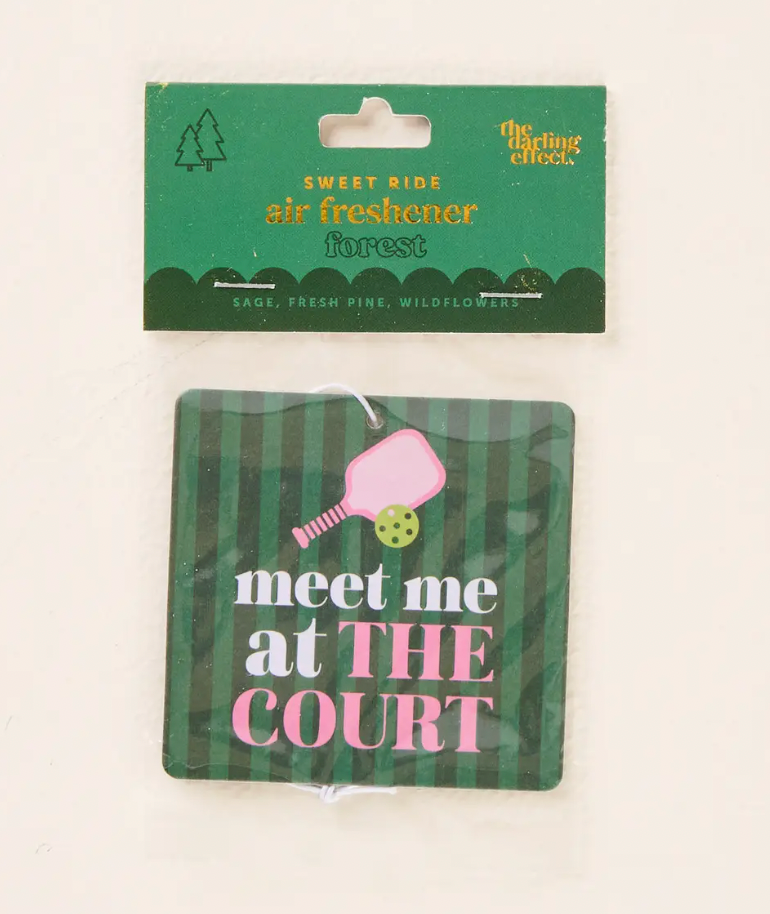 the
darling
effect.
SWEET RIDE
air freshener
forest
SAGE, FRESH PINE, WILDFLOWERS
meet me
at THE
COURT